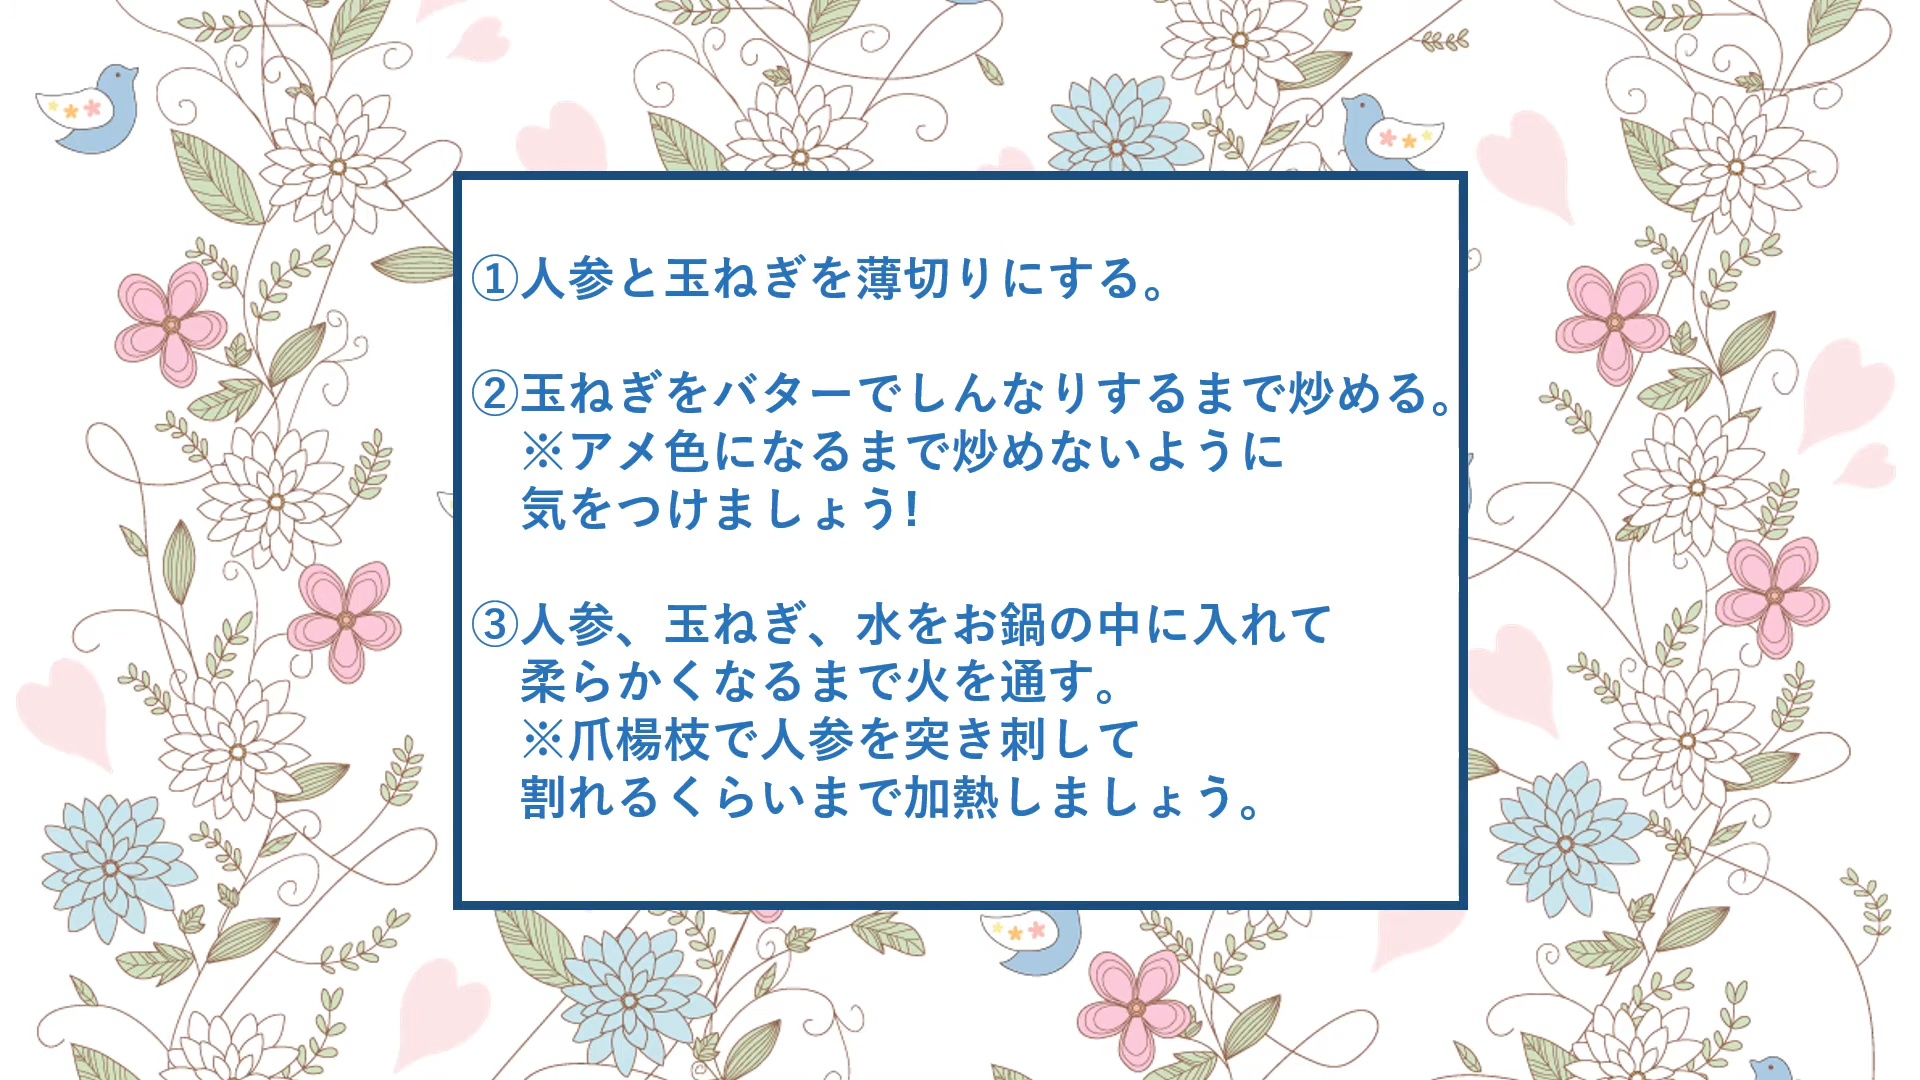 ①人参と玉ねぎを薄切りにする。
②玉ねぎをバターでしんなりするまで炒める。
※アメ色になるまで炒めないように
気をつけましょう!
③人参、玉ねぎ、水をお鍋の中に入れて
柔らかくなるまで火を通す。
※爪楊枝で人参を突き刺して
割れるくらいまで加熱しましょう。